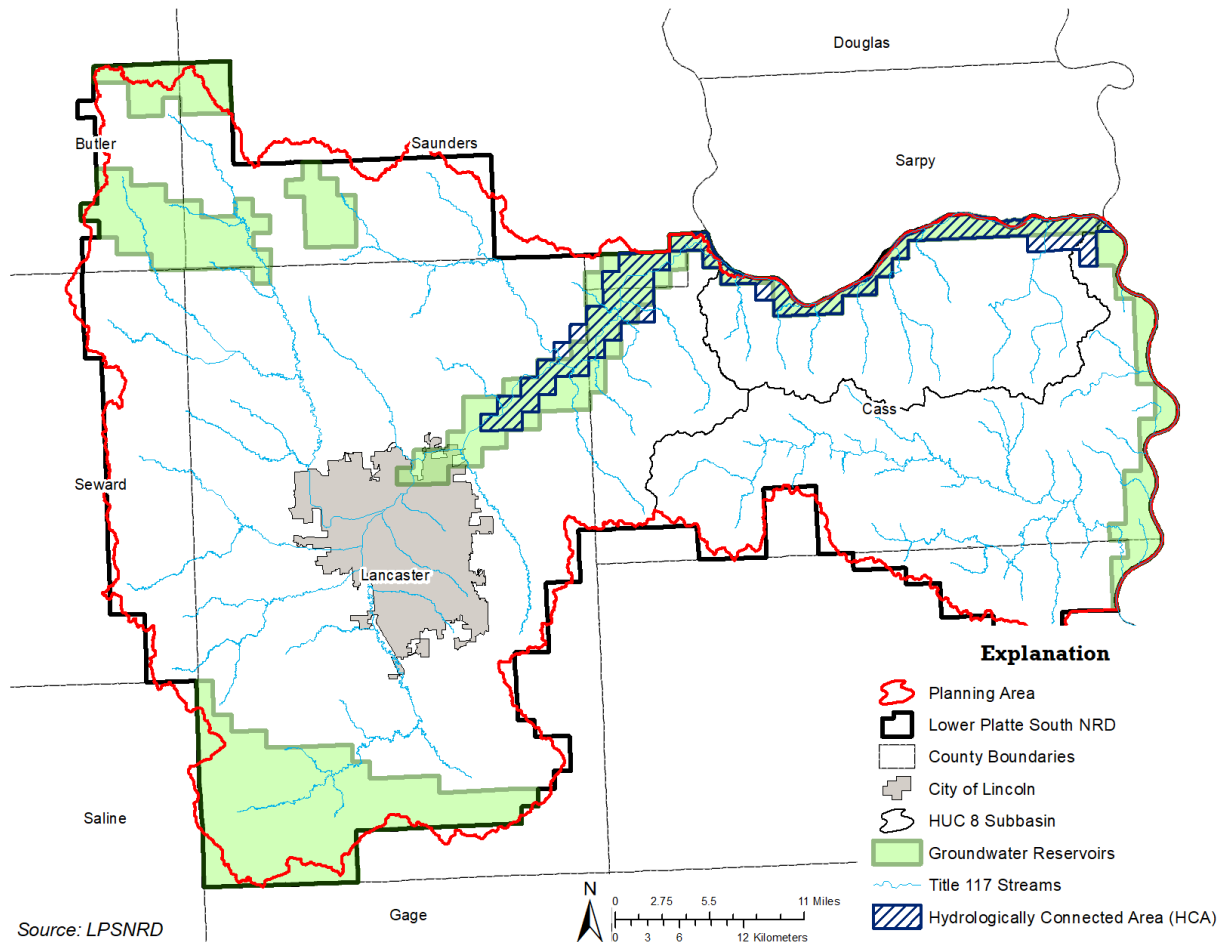 Douglas
Sarpy
Butler
Saunders
Cass
Seward
Lancaster
Saline
Gage
Explanation
Planning Area
Lower Platte South NRD
County Boundaries
City of Lincoln
HUC 8 Subbasin
Groundwater Reservoirs
Title 117 Streams
Hydrologically Connected Area (HCA)
N
0 2.75 5.5 11 Miles
0 3 6 12 Kilometers
Source: LPSNRD